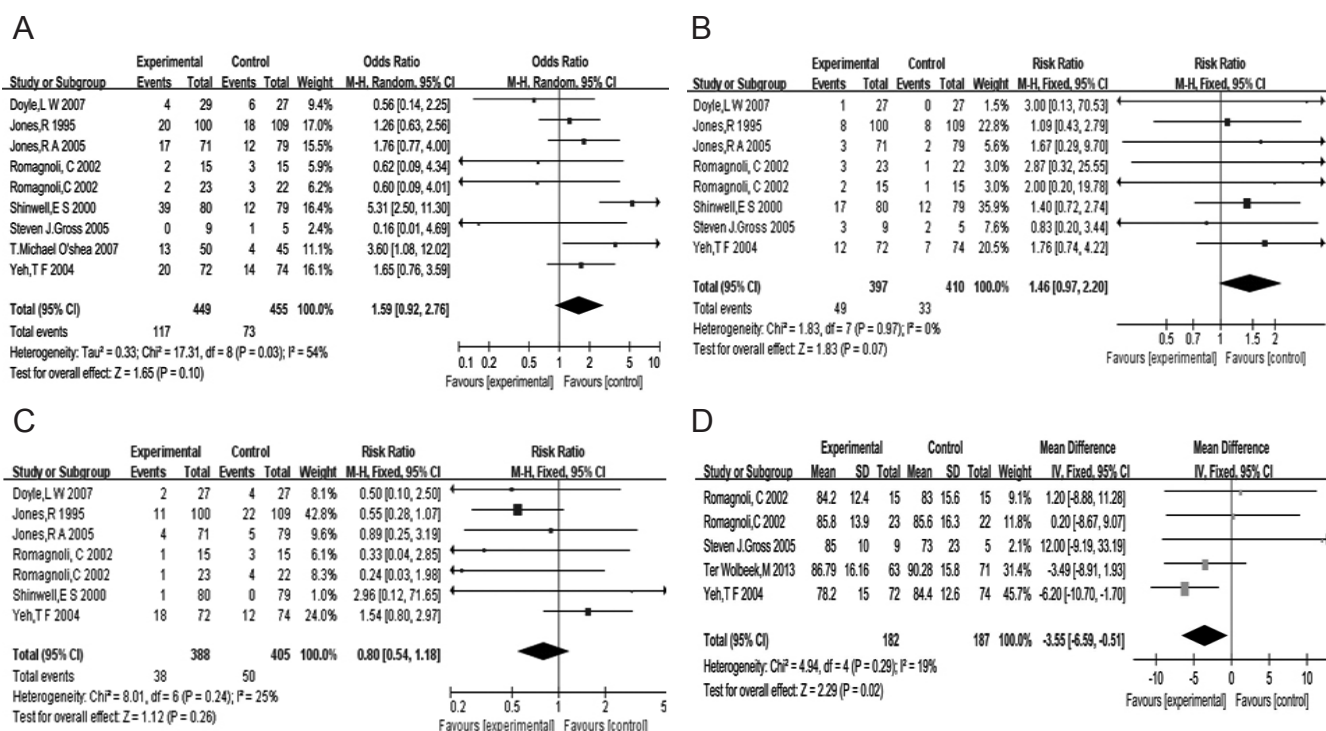 A
Experimental Control Odds Ratio Odds Ratio
Study or Subgroup Events Total Events Total Weight M-H, Random, 95% CI M-H, Random, 95% CI
Doyle,L W 2007 4 29 6 27 9.4% 0.56 [0.14, 2.25]
Jones,R 1995 20 100 18 109 17.0% 1.26 [0.63, 2.56]
Jones,R A 2005 17 71 12 79 15.5% 1.76 [0.77, 4.00]
Romagnoli, C 2002 2 15 3 15 5.9% 0.62 [0.09, 4.34]
Romagnoli,C 2002 2 23 3 22 6.2% 0.60 [0.09, 4.01]
Shinwell,E S 2000 39 80 12 79 16.4% 5.31 [2.50, 11.30]
Steven J.Gross 2005 0 9 1 5 2.4% 0.16 [0.01, 4.69]
T.Michael O'shea 2007 13 50 4 45 11.1% 3.60 [1.08, 12.02]
Yeh,T F 2004 20 72 14 74 16.1% 1.65 [0.76, 3.59]
Total (95% CI) 449 455 100.0% 1.59 [0.92, 2.76]
Total events 117 73
Heterogeneity: Tau² = 0.33; Chi² = 17.31, df = 8 (P = 0.03); I² = 54%
Test for overall effect: Z = 1.65 (P = 0.10)
0.1 0.2 0.5 1 2 5 10
Favours [experimental] Favours [control]
B
Experimental Control Risk Ratio Risk Ratio
Study or Subgroup Events Total Events Total Weight M-H, Fixed, 95% CI M-H, Fixed, 95% CI
Doyle,L W 2007 1 27 0 27 1.5% 3.00 [0.13, 70.53]
Jones,R 1995 8 100 8 109 22.8% 1.09 [0.43, 2.79]
Jones,R A 2005 3 71 2 79 5.6% 1.67 [0.29, 9.70]
Romagnoli, C 2002 3 23 1 22 3.0% 2.87 [0.32, 25.55]
Romagnoli,C 2002 2 15 1 15 3.0% 2.00 [0.20, 19.78]
Shinwell,E S 2000 17 80 12 79 35.9% 1.40 [0.72, 2.74]
Steven J.Gross 2005 3 9 2 5 7.6% 0.83 [0.20, 3.44]
Yeh,T F 2004 12 72 7 74 20.5% 1.76 [0.74, 4.22]
Total (95% CI) 397 410 100.0% 1.46 [0.97, 2.20]
Total events 49 33
Heterogeneity: Chi² = 1.83, df = 7 (P = 0.97); I² = 0%
Test for overall effect: Z = 1.83 (P = 0.07)
0.5 0.7 1 1.5 2
Favours [experimental] Favours [control]
C
Experimental Control Risk Ratio Risk Ratio
Study or Subgroup Events Total Events Total Weight M-H, Fixed, 95% CI M-H, Fixed, 95% CI
Doyle,L W 2007 2 27 4 27 8.1% 0.50 [0.10, 2.50]
Jones,R 1995 11 100 22 109 42.8% 0.55 [0.28, 1.07]
Jones,R A 2005 4 71 5 79 9.6% 0.89 [0.25, 3.19]
Romagnoli, C 2002 1 15 3 15 6.1% 0.33 [0.04, 2.85]
Romagnoli,C 2002 1 23 4 22 8.3% 0.24 [0.03, 1.98]
Shinwell,E S 2000 1 80 0 79 1.0% 2.96 [0.12, 71.65]
Yeh,T F 2004 18 72 12 74 24.0% 1.54 [0.80, 2.97]
Total (95% CI) 388 405 100.0% 0.80 [0.54, 1.18]
Total events 38 50
Heterogeneity: Chi² = 8.01, df = 6 (P = 0.24); I² = 25%
Test for overall effect: Z = 1.12 (P = 0.26)
0.2 0.5 1 2 5
Favours [experimental] Favours [control]
D
Experimental Control Mean Difference Mean Difference
Study or Subgroup Mean SD Total Mean SD Total Weight IV, Fixed, 95% CI IV, Fixed, 95% CI
Romagnoli, C 2002 84.2 12.4 15 83 15.6 15 9.1% 1.20 [-8.88, 11.28]
Romagnoli,C 2002 85.8 13.9 23 85.6 16.3 22 11.8% 0.20 [-8.67, 9.07]
Steven J.Gross 2005 85 10 9 73 23 5 2.1% 12.00 [-9.19, 33.19]
Ter Wolbeek,M 2013 86.79 16.16 63 90.28 15.8 71 31.4% -3.49 [-8.91, 1.93]
Yeh,T F 2004 78.2 15 72 84.4 12.6 74 45.7% -6.20 [-10.70, -1.70]
Total (95% CI) 182 187 100.0% -3.55 [-6.59, -0.51]
Heterogeneity: Chi² = 4.94, df = 4 (P = 0.29); I² = 19%
Test for overall effect: Z = 2.29 (P = 0.02)
-10 -5 0 5 10
Favours [experimental] Favours [control]